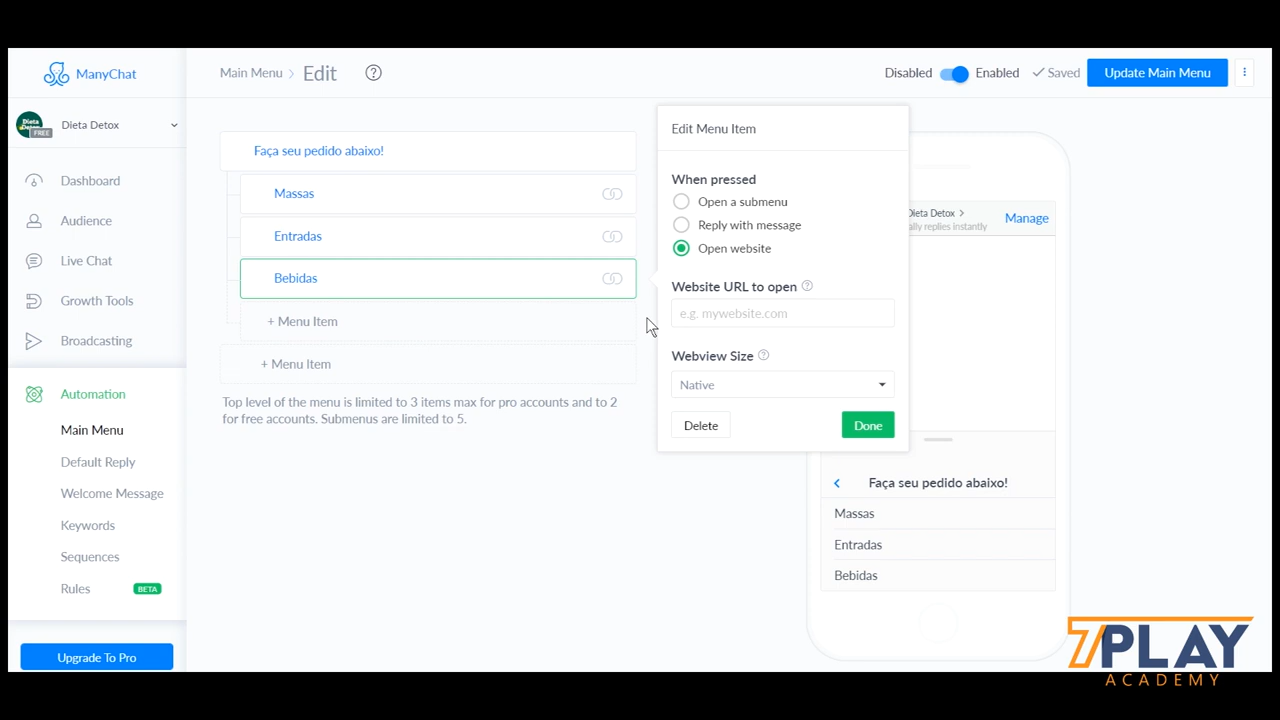 ManyChat
Main Menu > Edit ?
Disabled Enabled Saved Update Main Menu
FREE Dieta Detox
Dashboard
Audience
Live Chat
Growth Tools
Broadcasting
Automation
Main Menu
Default Reply
Welcome Message
Keywords
Sequences
Rules BETA
Upgrade To Pro
Faça seu pedido abaixo!
Massas
Entradas
Bebidas
+ Menu Item
+ Menu Item
Top level of the menu is limited to 3 items max for pro accounts and to 2
for free accounts. Submenus are limited to 5.
Edit Menu Item
When pressed
Open a submenu
Reply with message
Open website
Website URL to open ?
e.g. mywebsite.com
Webview Size ?
Native
Delete Done
Dieta Detox >
ally replies instantly
Manage
Faça seu pedido abaixo!
Massas
Entradas
Bebidas
7PLAY
ACADEMY